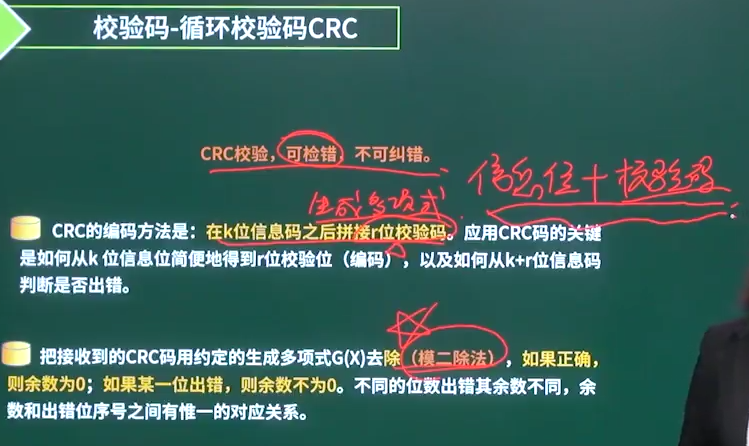 校验码-循环校验码CRC
CRC校验，可检错，不可纠错。
信息位+校验码
生成多项式
CRC的编码方法是：在k位信息码之后拼接r位校验码。应用CRC码的关键
是如何从k 位信息位简便地得到r位校验位（编码），以及如何从k+r位信息码
判断是否出错。
把接收到的CRC码用约定的生成多项式G(X)去除（模二除法），如果正确，
则余数为0；如果某一位出错，则余数不为0。不同的位数出错其余数不同，余
数和出错位序号之间有惟一的对应关系。